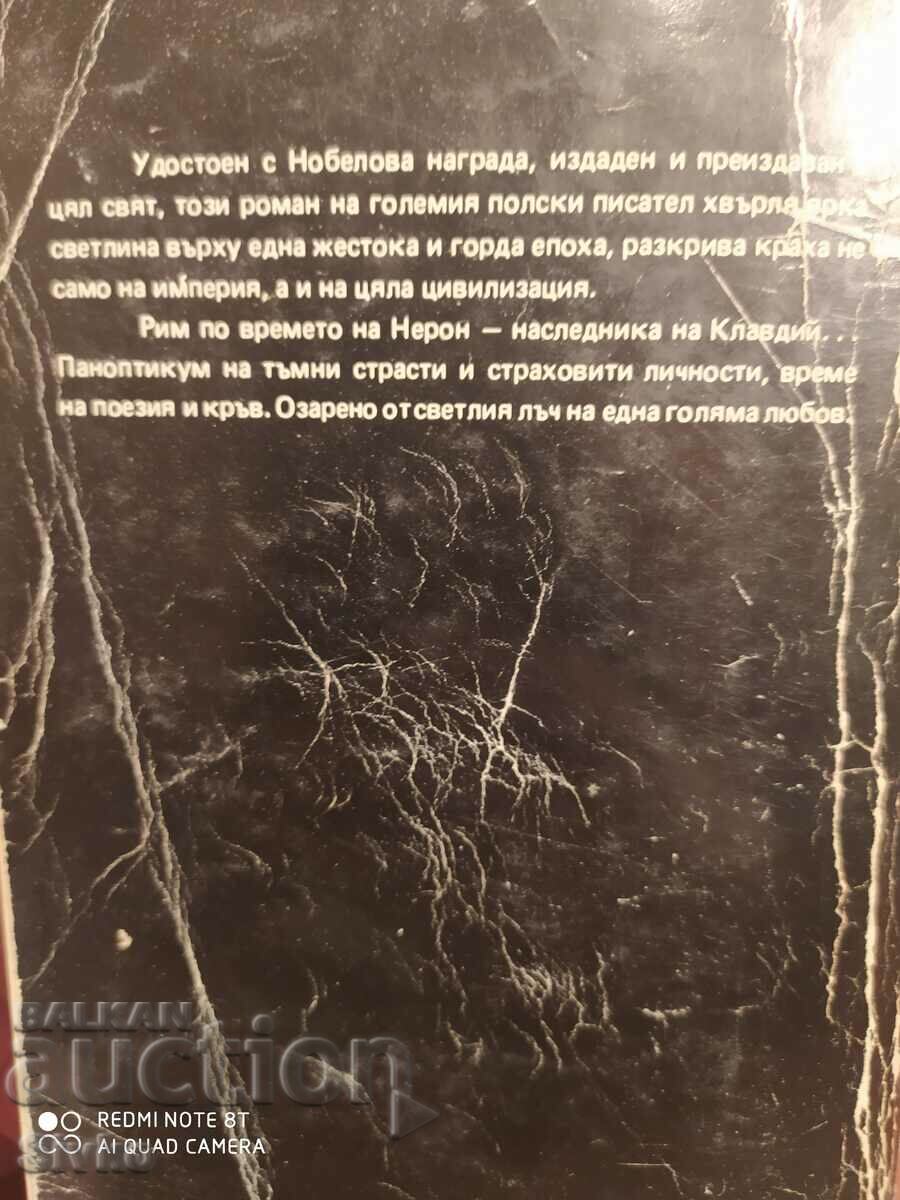 Удостоен с Нобелова награда, издаден и преиздаван
цял свят, този роман на големия полски писател хвърля ярка
светлина върху една жестока и горда епоха, разкрива краха не
само на империя, а и на цяла цивилизация.
Рим по времето на Нерон — наследника на Клавдий...
Паноптикум на тъмни страсти и страховити личности, време
на поезия и кръв. Озарено от светлия лъч на една голяма любов.
BALKAN
auction
REDMI NOTE 8T
AI QUAD CAMERA